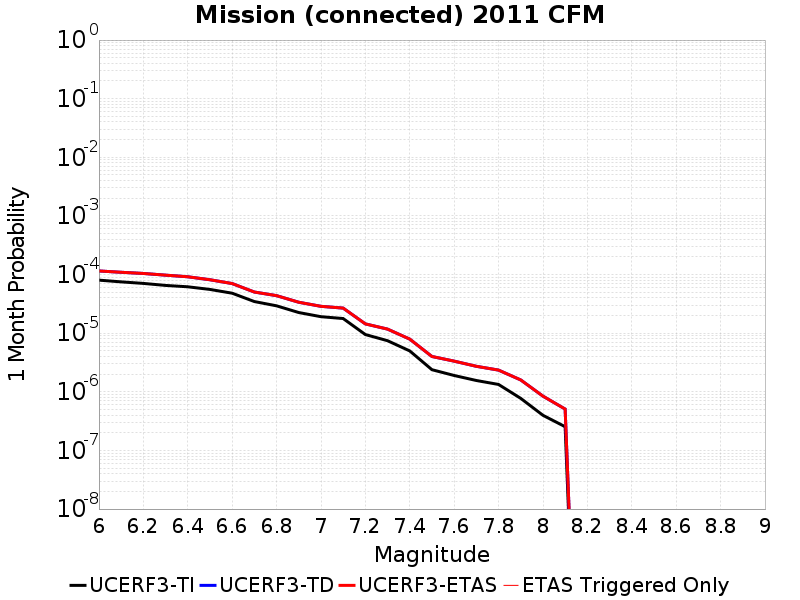 Mission (connected) 2011 CFM
1 Month Probability
10^0
10^-1
10^-2
10^-3
10^-4
10^-5
10^-6
10^-7
10^-8
6 6.2 6.4 6.6 6.8 7 7.2 7.4 7.6 7.8 8 8.2 8.4 8.6 8.8 9
Magnitude
UCERF3-TI UCERF3-TD UCERF3-ETAS ETAS Triggered Only